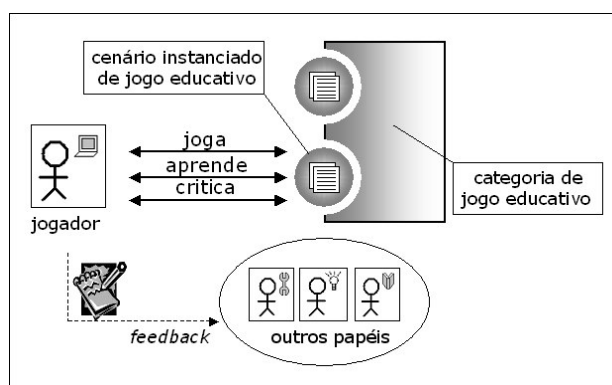 cenário instanciado
de jogo educativo
joga
aprende
critica
jogador
categoria de
jogo educativo
feedback
outros papéis